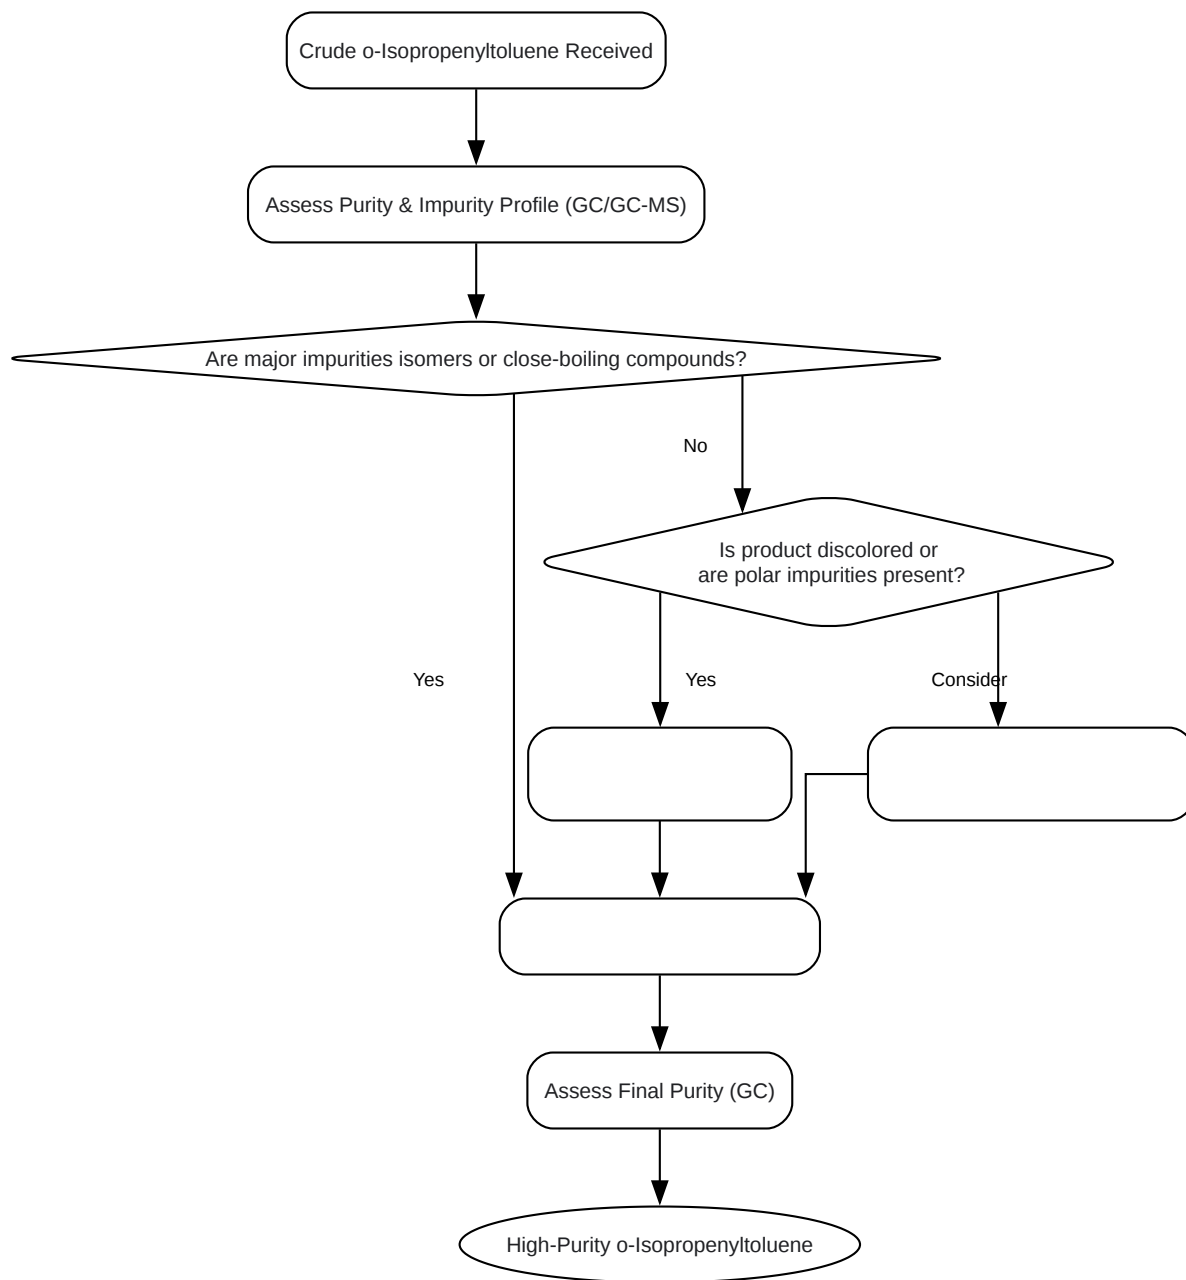 Crude o-Isopropenyltoluene Received
Assess Purity & Impurity Profile (GC/GC-MS)
Are major impurities isomers or close-boiling compounds?
No
Is product discolored or
are polar impurities present?
Yes
Yes
Consider
Assess Final Purity (GC)
High-Purity o-Isopropenyltoluene